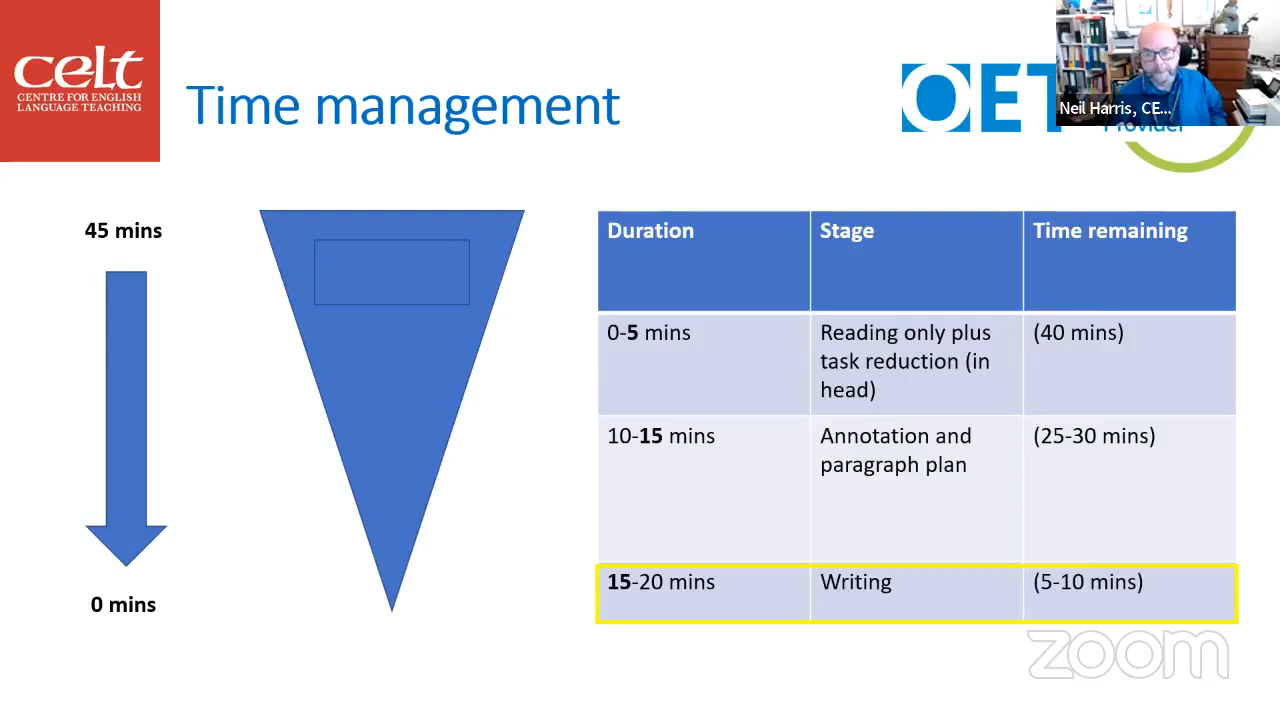 celt
CENTRE FOR ENGLISH
LANGUAGE TEACHING
Time management
OET
Provider
Neil Harris, CE...
45 mins
0 mins
Duration Stage Time remaining
0-5 mins Reading only plus (40 mins)
task reduction (in
head)
10-15 mins Annotation and (25-30 mins)
paragraph plan
15-20 mins Writing (5-10 mins)
zoom